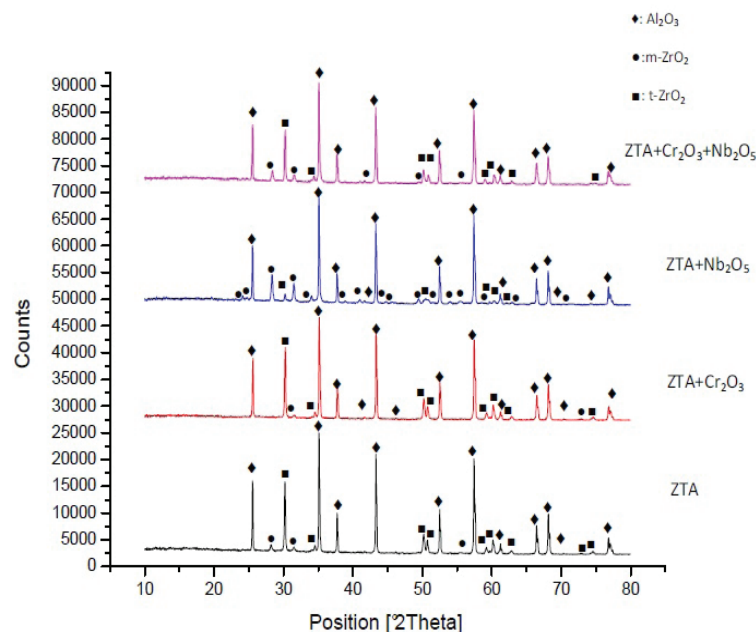 ♦: Al₂O₃
●:m-ZrO₂
■: t-ZrO₂
90000
85000
80000
75000
70000
65000
60000
55000
50000
45000
40000
35000
30000
25000
20000
15000
10000
5000
0
Counts
ZTA+Cr₂O₃+Nb₂O₅
ZTA+Nb₂O₅
ZTA+Cr₂O₃
ZTA
10 20 30 40 50 60 70 80
Position [°2Theta]